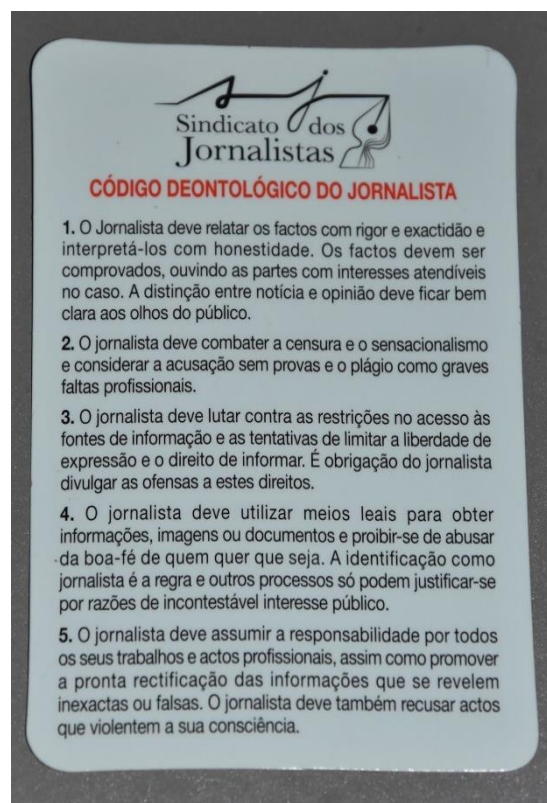 Sindicato dos
Jornalistas
CÓDIGO DEONTOLÓGICO DO JORNALISTA
1. O Jornalista deve relatar os factos com rigor e exactidão e
interpretá-los com honestidade. Os factos devem ser
comprovados, ouvindo as partes com interesses atendíveis
no caso. A distinção entre notícia e opinião deve ficar bem
clara aos olhos do público.
2. O jornalista deve combater a censura e o sensacionalismo
e considerar a acusação sem provas e o plágio como graves
faltas profissionais.
3. O jornalista deve lutar contra as restrições no acesso às
fontes de informação e as tentativas de limitar a liberdade de
expressão e o direito de informar. É obrigação do jornalista
divulgar as ofensas a estes direitos.
4. O jornalista deve utilizar meios leais para obter
informações, imagens ou documentos e proibir-se de abusar
da boa-fé de quem quer que seja. A identificação como
jornalista é a regra e outros processos só podem justificar-se
por razões de incontestável interesse público.
5. O jornalista deve assumir a responsabilidade por todos
os seus trabalhos e actos profissionais, assim como promover
a pronta rectificação das informações que se revelem
inexactas ou falsas. O jornalista deve também recusar actos
que violentem a sua consciência.